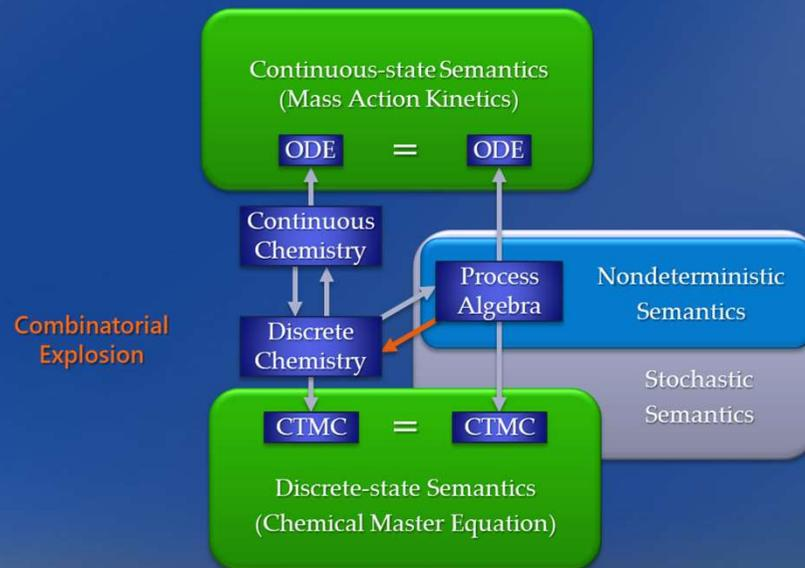 Continuous-state Semantics
(Mass Action Kinetics)
ODE = ODE
Continuous
Chemistry
Process
Algebra
Nondeterministic
Semantics
Combinatorial
Explosion
Discrete
Chemistry
Stochastic
Semantics
CTMC = CTMC
Discrete-state Semantics
(Chemical Master Equation)